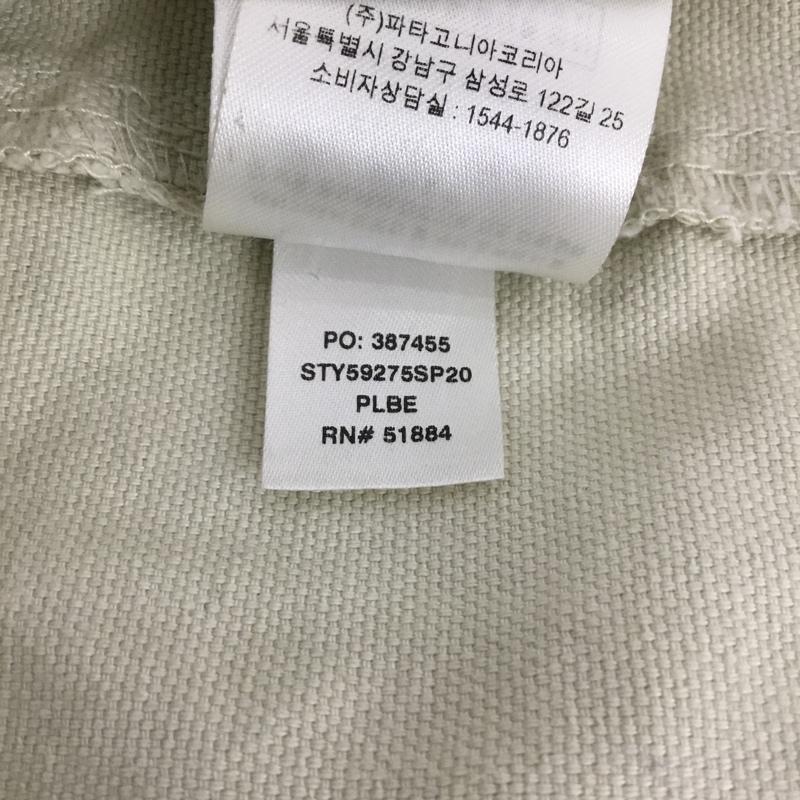 (주)파타고니아코리아
서울특별시 강남구 삼성로 122길 25
소비자상담실 : 1544-1876
PO: 387455
STY59275SP20
PLBE
RN# 51884